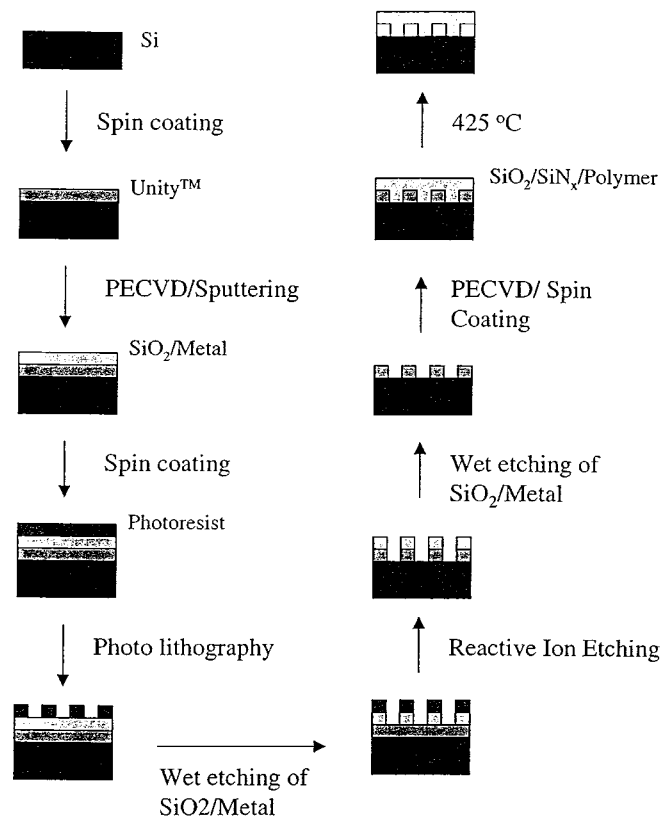 Si
Spin coating
Unity™
PECVD/Sputtering
SiO₂/Metal
Spin coating
Photoresist
Photo lithography
Wet etching of
SiO2/Metal
Reactive Ion Etching
Wet etching of
SiO₂/Metal
PECVD/ Spin
Coating
SiO₂/SiNₓ/Polymer
425 °C